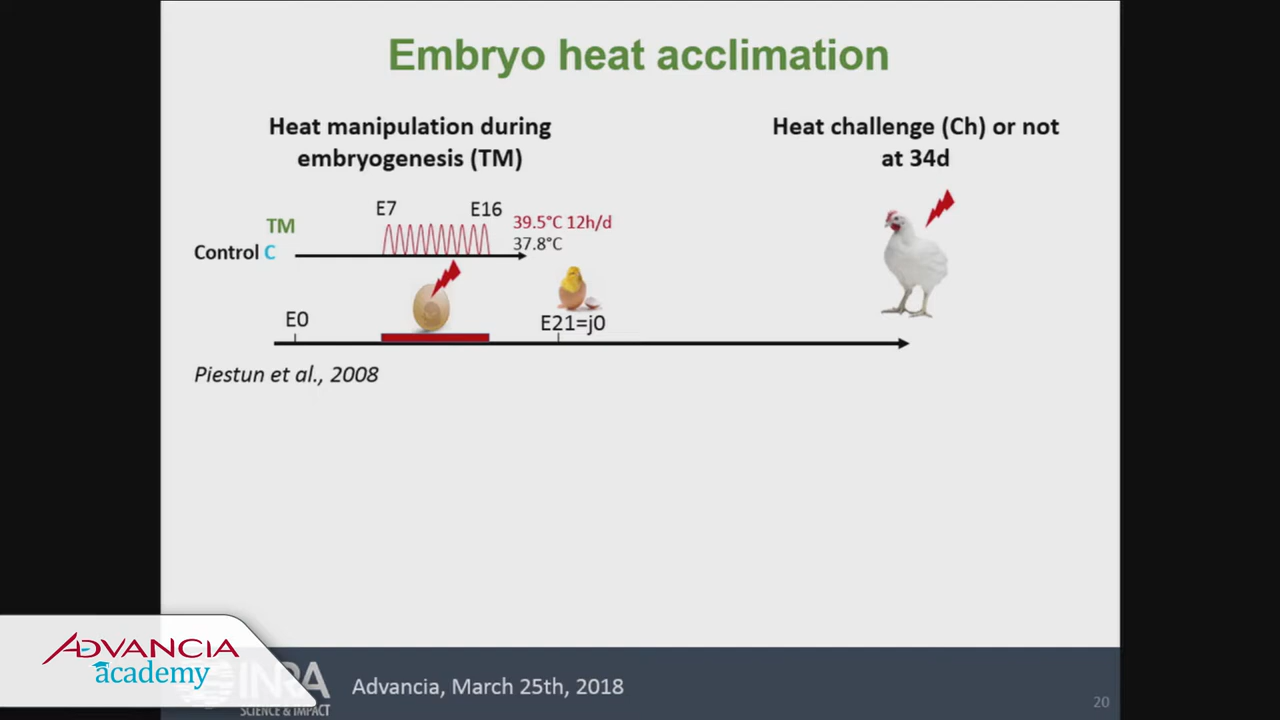 Embryo heat acclimation
Heat manipulation during
embryogenesis (TM)
Heat challenge (Ch) or not
at 34d
E7
E16
TM
39.5°C 12h/d
Control C
37.8°C
E0
E21=j0
Piestun et al., 2008
ADVANCIA
academy
INRA
SCIENCE & IMPACT
Advancia, March 25th, 2018
20